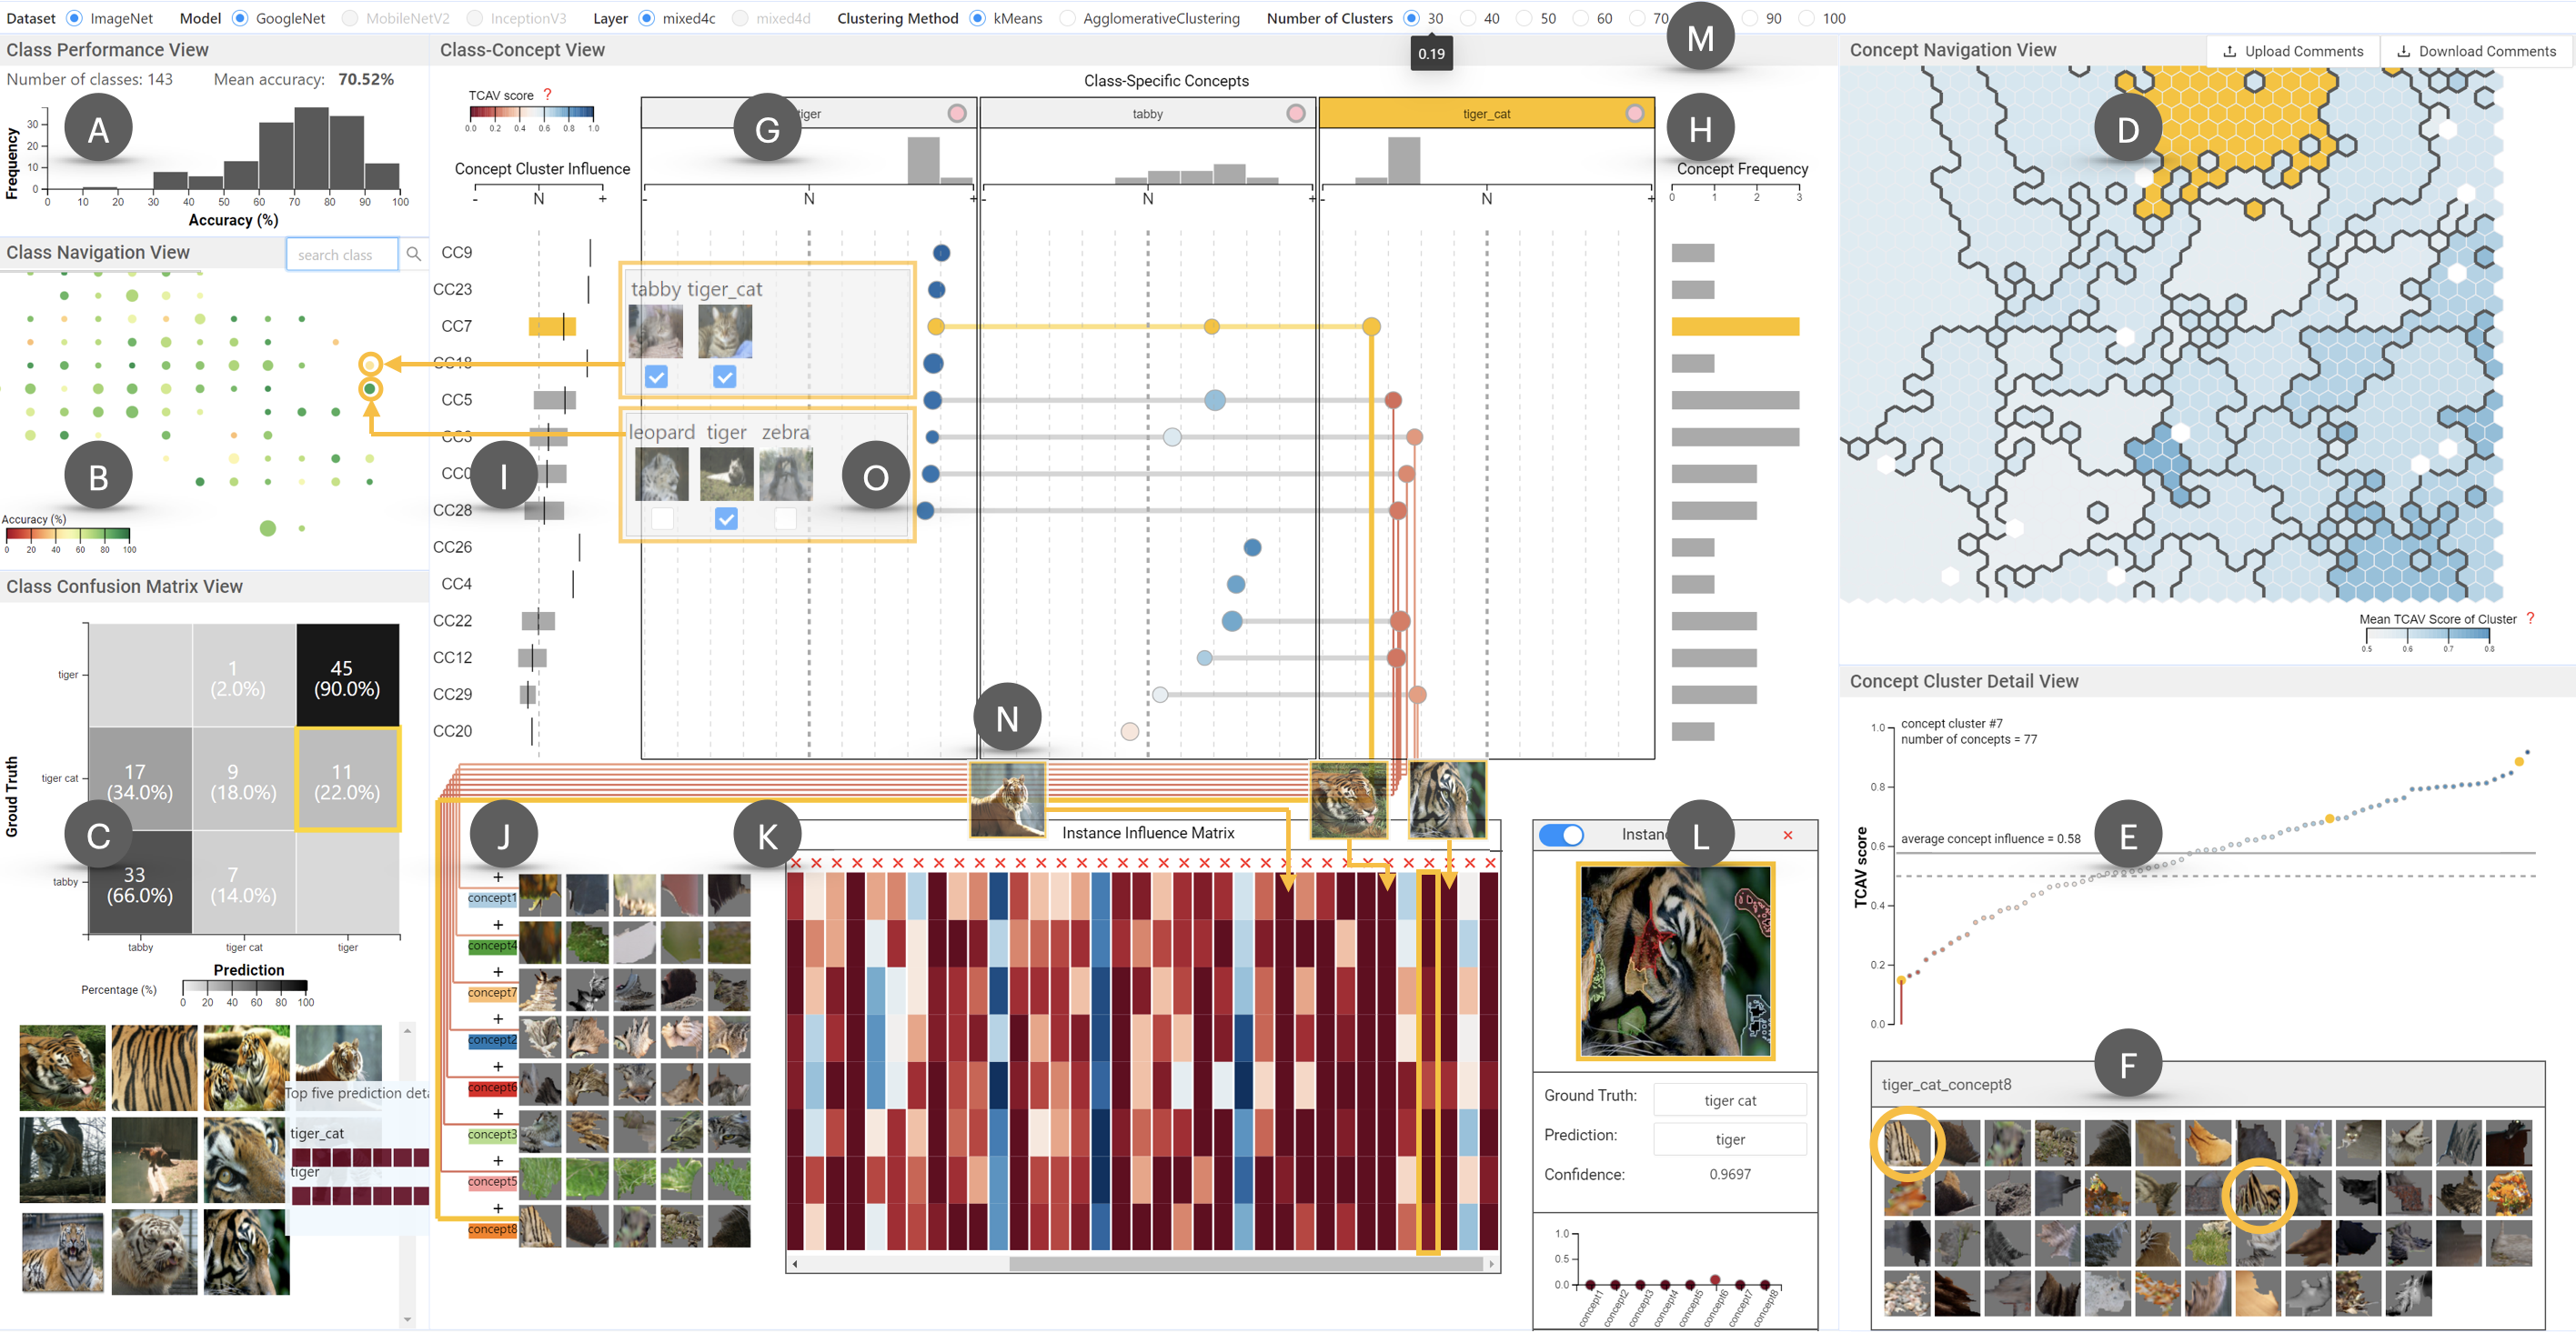 Dataset ImageNet Model GoogleNet MobileNetV2 InceptionV3 Layer mixed4c mixed4d Clustering Method kMeans AgglomerativeClustering Number of Clusters 30 40 50 60 70 90 100
0.19
M
Class Performance View
Number of classes: 143 Mean accuracy: 70.52%
A
Frequency
30
20
10
0
0 10 20 30 40 50 60 70 80 90 100
Accuracy (%)
Class Navigation View
search class
B
Accuracy (%)
0 20 40 60 80 100
Class Confusion Matrix View
Groud Truth
tiger
1 (2.0%)
45 (90.0%)
tiger cat
17 (34.0%)
9 (18.0%)
11 (22.0%)
C
tabby
33 (66.0%)
7 (14.0%)
tabby tiger cat tiger
Prediction
Percentage (%)
0 20 40 60 80 100
Top five prediction deta
tiger_cat
tiger
Class-Concept View
Class-Specific Concepts
TCAV score ?
0.0 0.2 0.4 0.6 0.8 1.0
G
tiger
tabby
tiger_cat
H
Concept Cluster Influence
- N +
- N +
- N +
- N +
Concept Frequency
0 1 2 3
CC9
CC23
CC7
CC18
CC5
CC3
CC0
CC28
CC26
CC4
CC22
CC12
CC29
CC20
tabby tiger_cat
leopard tiger zebra
I
O
N
J
K
Instance Influence Matrix
+
concept1
+
concept4
+
concept7
+
concept2
+
concept6
+
concept3
+
concept5
+
concept8
Instanc
L
Ground Truth: tiger cat
Prediction: tiger
Confidence: 0.9697
1.0
0.5
0.0
concept1 concept2 concept3 concept4 concept5 concept6 concept7 concept8
Concept Navigation View
Upload Comments
Download Comments
D
Mean TCAV Score of Cluster ?
0.5 0.6 0.7 0.8
Concept Cluster Detail View
concept cluster #7
number of concepts = 77
average concept influence = 0.58
E
TCAV score
1.0
0.8
0.6
0.4
0.2
0.0
F
tiger_cat_concept8